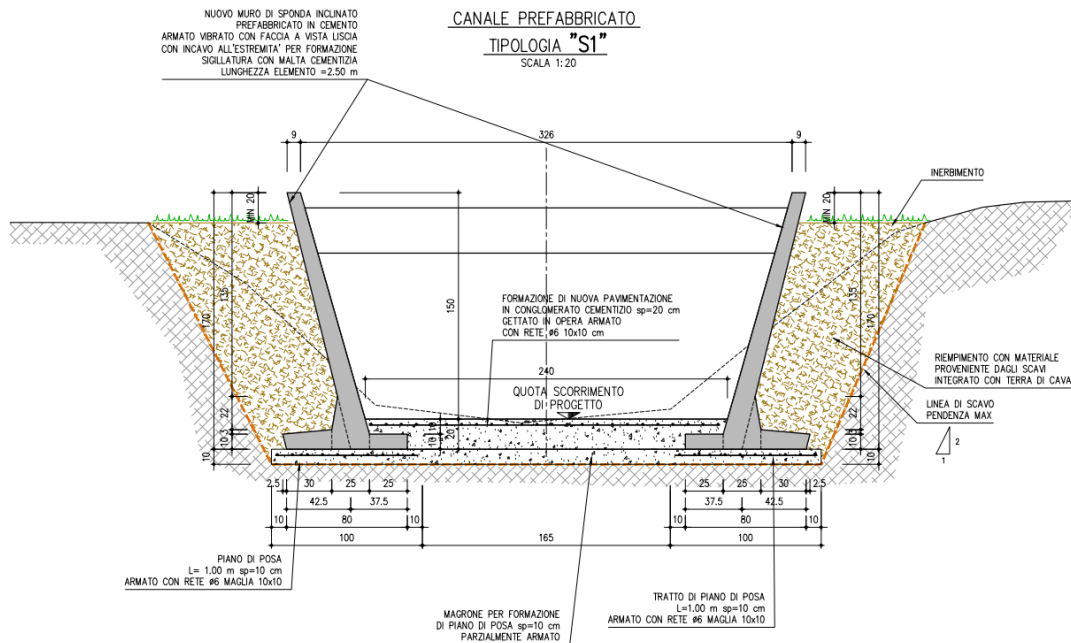 CANALE PREFABBRICATO
TIPOLOGIA "S1"
SCALA 1:20
NUOVO MURO DI SPONDA INCLINATO
PREFABBRICATO IN CEMENTO
ARMATO VIBRATO CON FACCIA A VISTA LISCIA
CON INCAVO ALL'ESTREMITA' PER FORMAZIONE
SIGILLATURA CON MALTA CEMENTIZIA
LUNGHEZZA ELEMENTO =2.50 m
9 326 9
MIN 20
MIN 20
INERBIMENTO
135
170
150
135
170
FORMAZIONE DI NUOVA PAVIMENTAZIONE
IN CONGLOMERATO CEMENTIZIO sp=20 cm
GETTATO IN OPERA ARMATO
CON RETE ø6 10x10 cm
RIEMPIMENTO CON MATERIALE
PROVENIENTE DAGLI SCAVI
INTEGRATO CON TERRA DI CAVA
240
QUOTA SCORRIMENTO
DI PROGETTO
LINEA DI SCAVO
PENDENZA MAX
2
1
22
3
10
10
10
10
20
22
3
10
10
2.5 30 25 25 25 25 30 2.5
42.5 37.5 37.5 42.5
10 80 10 10 80 10
100 165 100
PIANO DI POSA
L= 1.00 m sp=10 cm
ARMATO CON RETE ø6 MAGLIA 10x10
MAGRONE PER FORMAZIONE
DI PIANO DI POSA sp=10 cm
PARZIALMENTE ARMATO
TRATTO DI PIANO DI POSA
L=1.00 m sp=10 cm
ARMATO CON RETE ø6 MAGLIA 10x10